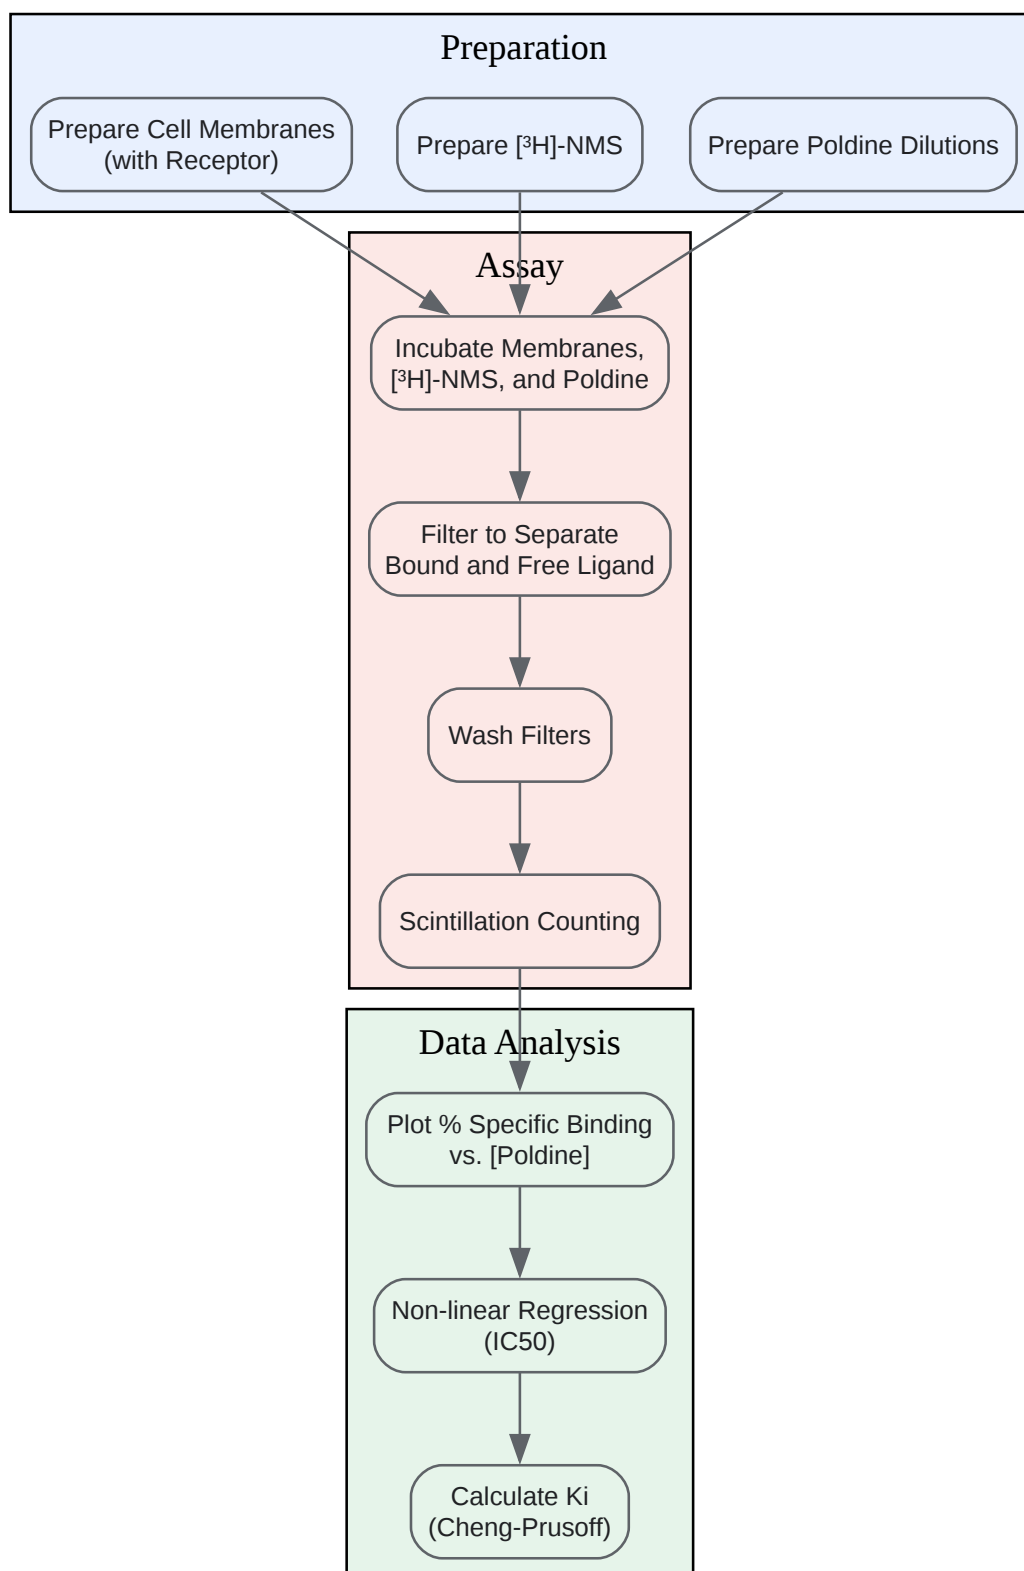 Preparation
Prepare Cell Membranes
(with Receptor)
Prepare [³H]-NMS
Prepare Poldine Dilutions
Assay
Incubate Membranes,
[³H]-NMS, and Poldine
Filter to Separate
Bound and Free Ligand
Wash Filters
Scintillation Counting
Data Analysis
Plot % Specific Binding
vs. [Poldine]
Non-linear Regression
(IC50)
Calculate Ki
(Cheng-Prusoff)